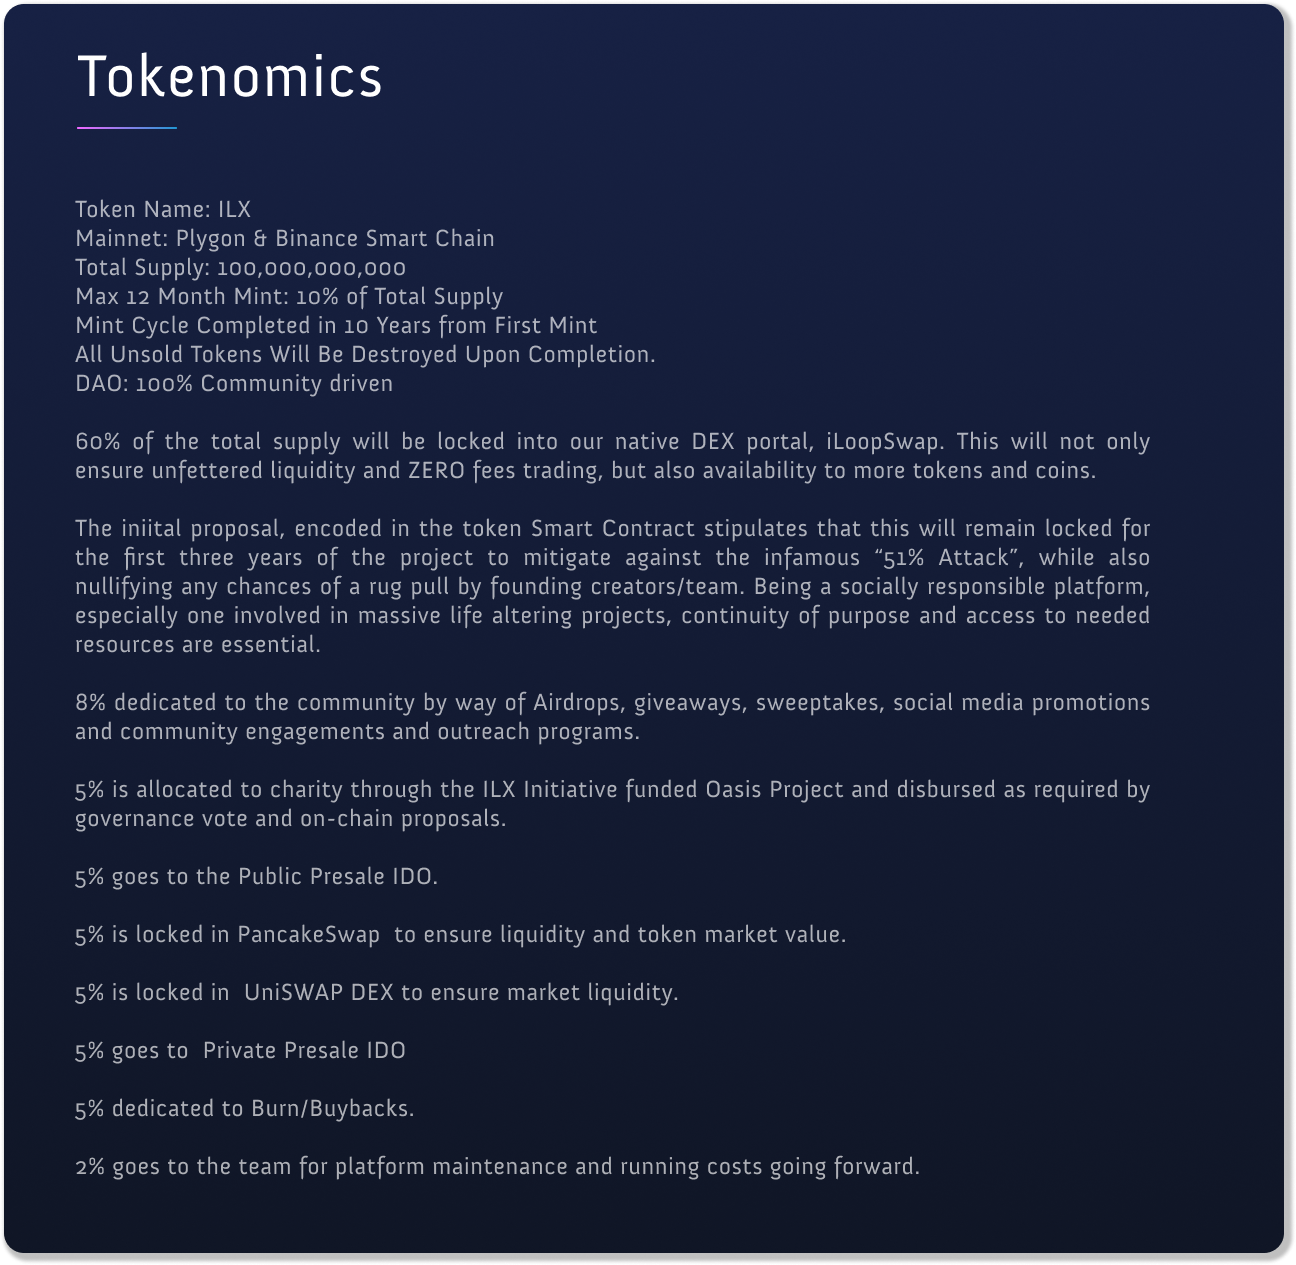 Tokenomics
Token Name: ILX
Mainnet: Plygon & Binance Smart Chain
Total Supply: 100,000,000,000
Max 12 Month Mint: 10% of Total Supply
Mint Cycle Completed in 10 Years from First Mint
All Unsold Tokens Will Be Destroyed Upon Completion.
DAO: 100% Community driven
60% of the total supply will be locked into our native DEX portal, iLoopSwap. This will not only
ensure unfettered liquidity and ZERO fees trading, but also availability to more tokens and coins.
The iniital proposal, encoded in the token Smart Contract stipulates that this will remain locked for
the first three years of the project to mitigate against the infamous “51% Attack”, while also
nullifying any chances of a rug pull by founding creators/team. Being a socially responsible platform,
especially one involved in massive life altering projects, continuity of purpose and access to needed
resources are essential.
8% dedicated to the community by way of Airdrops, giveaways, sweeptakes, social media promotions
and community engagements and outreach programs.
5% is allocated to charity through the ILX Initiative funded Oasis Project and disbursed as required by
governance vote and on-chain proposals.
5% goes to the Public Presale IDO.
5% is locked in PancakeSwap  to ensure liquidity and token market value.
5% is locked in  UniSWAP DEX to ensure market liquidity.
5% goes to  Private Presale IDO
5% dedicated to Burn/Buybacks.
2% goes to the team for platform maintenance and running costs going forward.